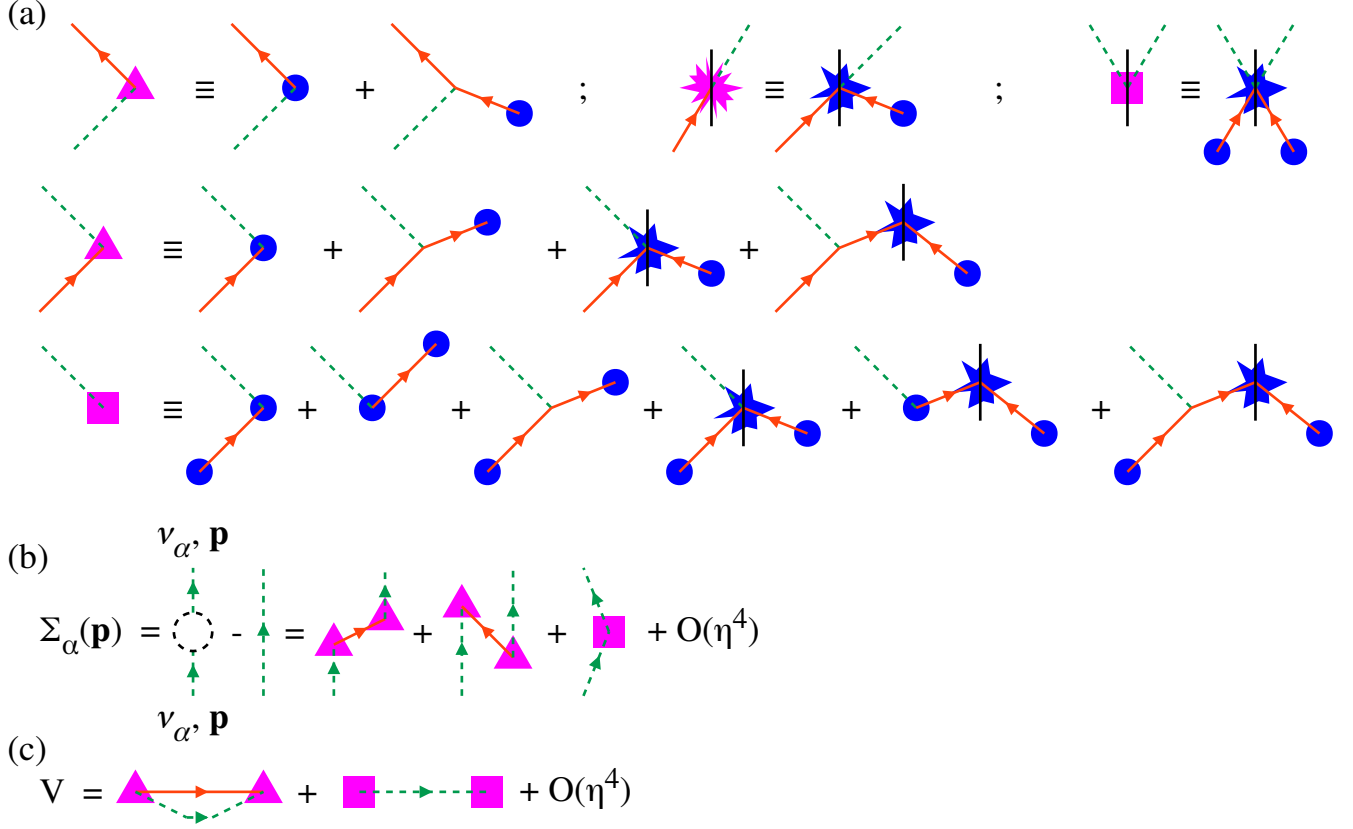 (a)
≡ + ; ≡ ; ≡
≡ + + +
≡ + + + + +
(b)
ν_α, **p**
Σ_α(**p**) = - = + + + O(η^4)
ν_α, **p**
(c)
V = + + O(η^4)